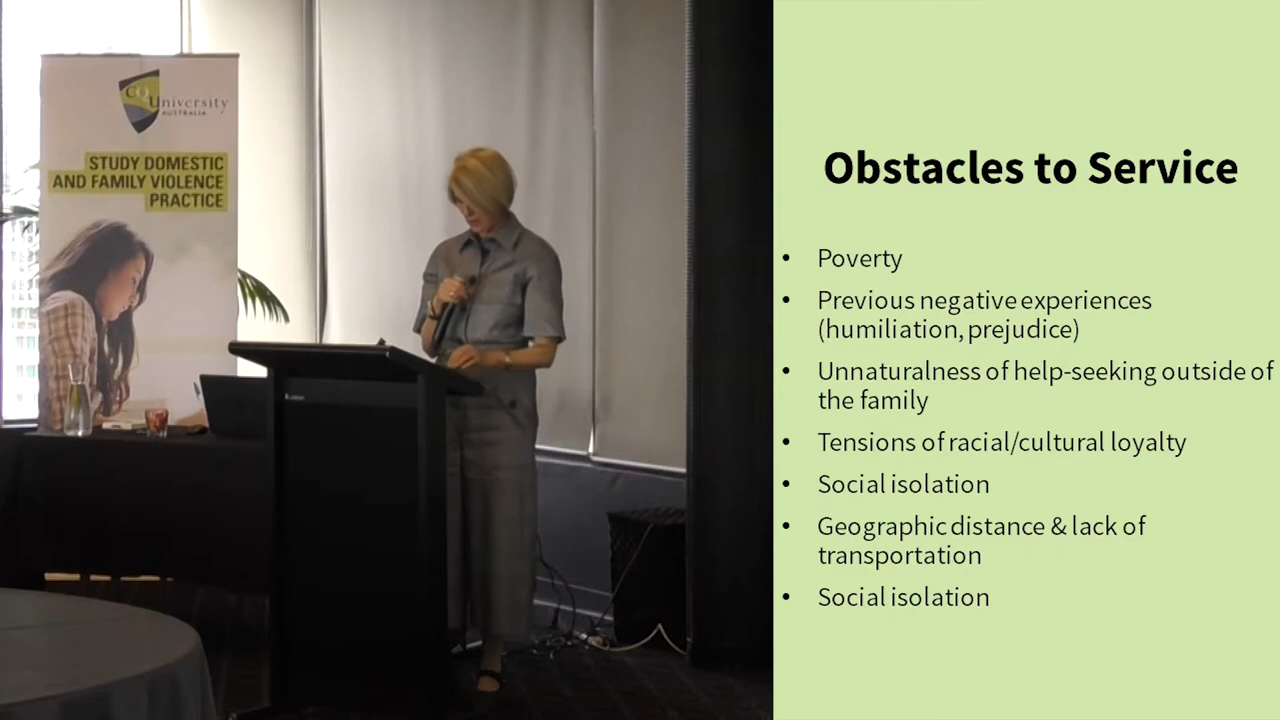 CQUniversity
AUSTRALIA
STUDY DOMESTIC
AND FAMILY VIOLENCE
PRACTICE
Obstacles to Service
• Poverty
• Previous negative experiences
(humiliation, prejudice)
• Unnaturalness of help-seeking outside of
the family
• Tensions of racial/cultural loyalty
• Social isolation
• Geographic distance & lack of
transportation
• Social isolation